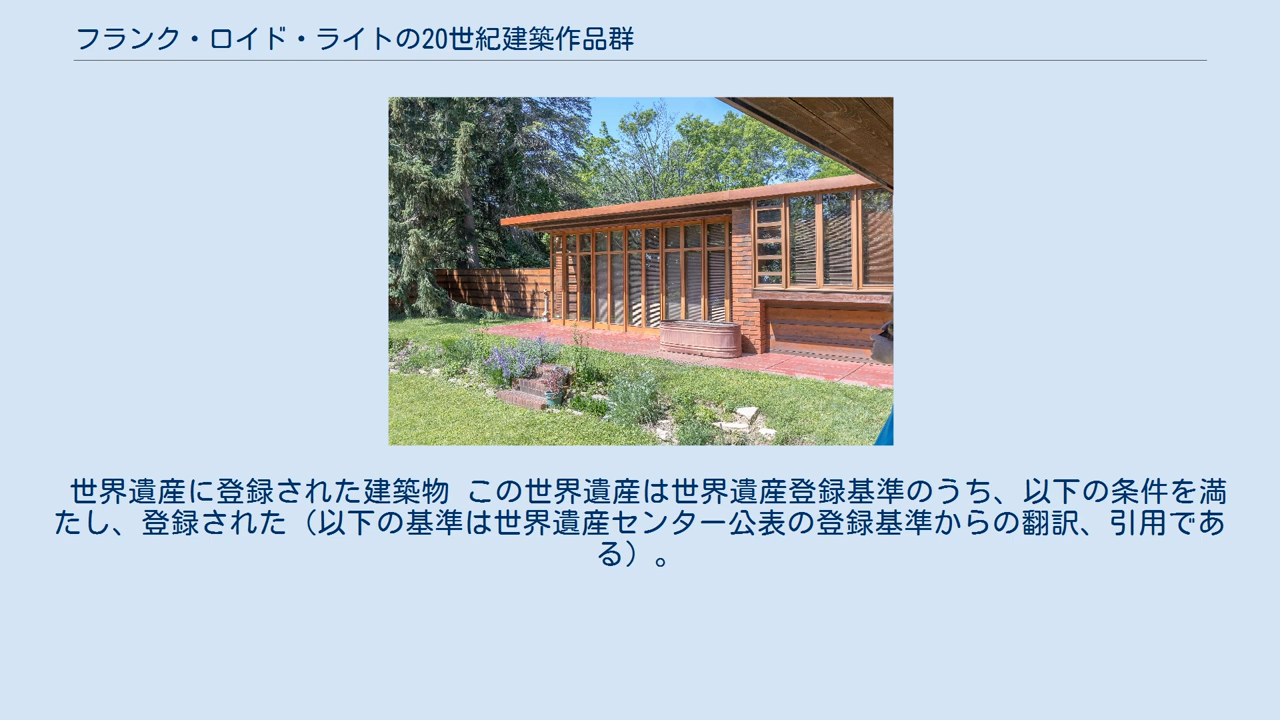 フランク・ロイド・ライトの20世紀建築作品群
世界遺産に登録された建築物 この世界遺産は世界遺産登録基準のうち、以下の条件を満
たし、登録された（以下の基準は世界遺産センター公表の登録基準からの翻訳、引用であ
る）。